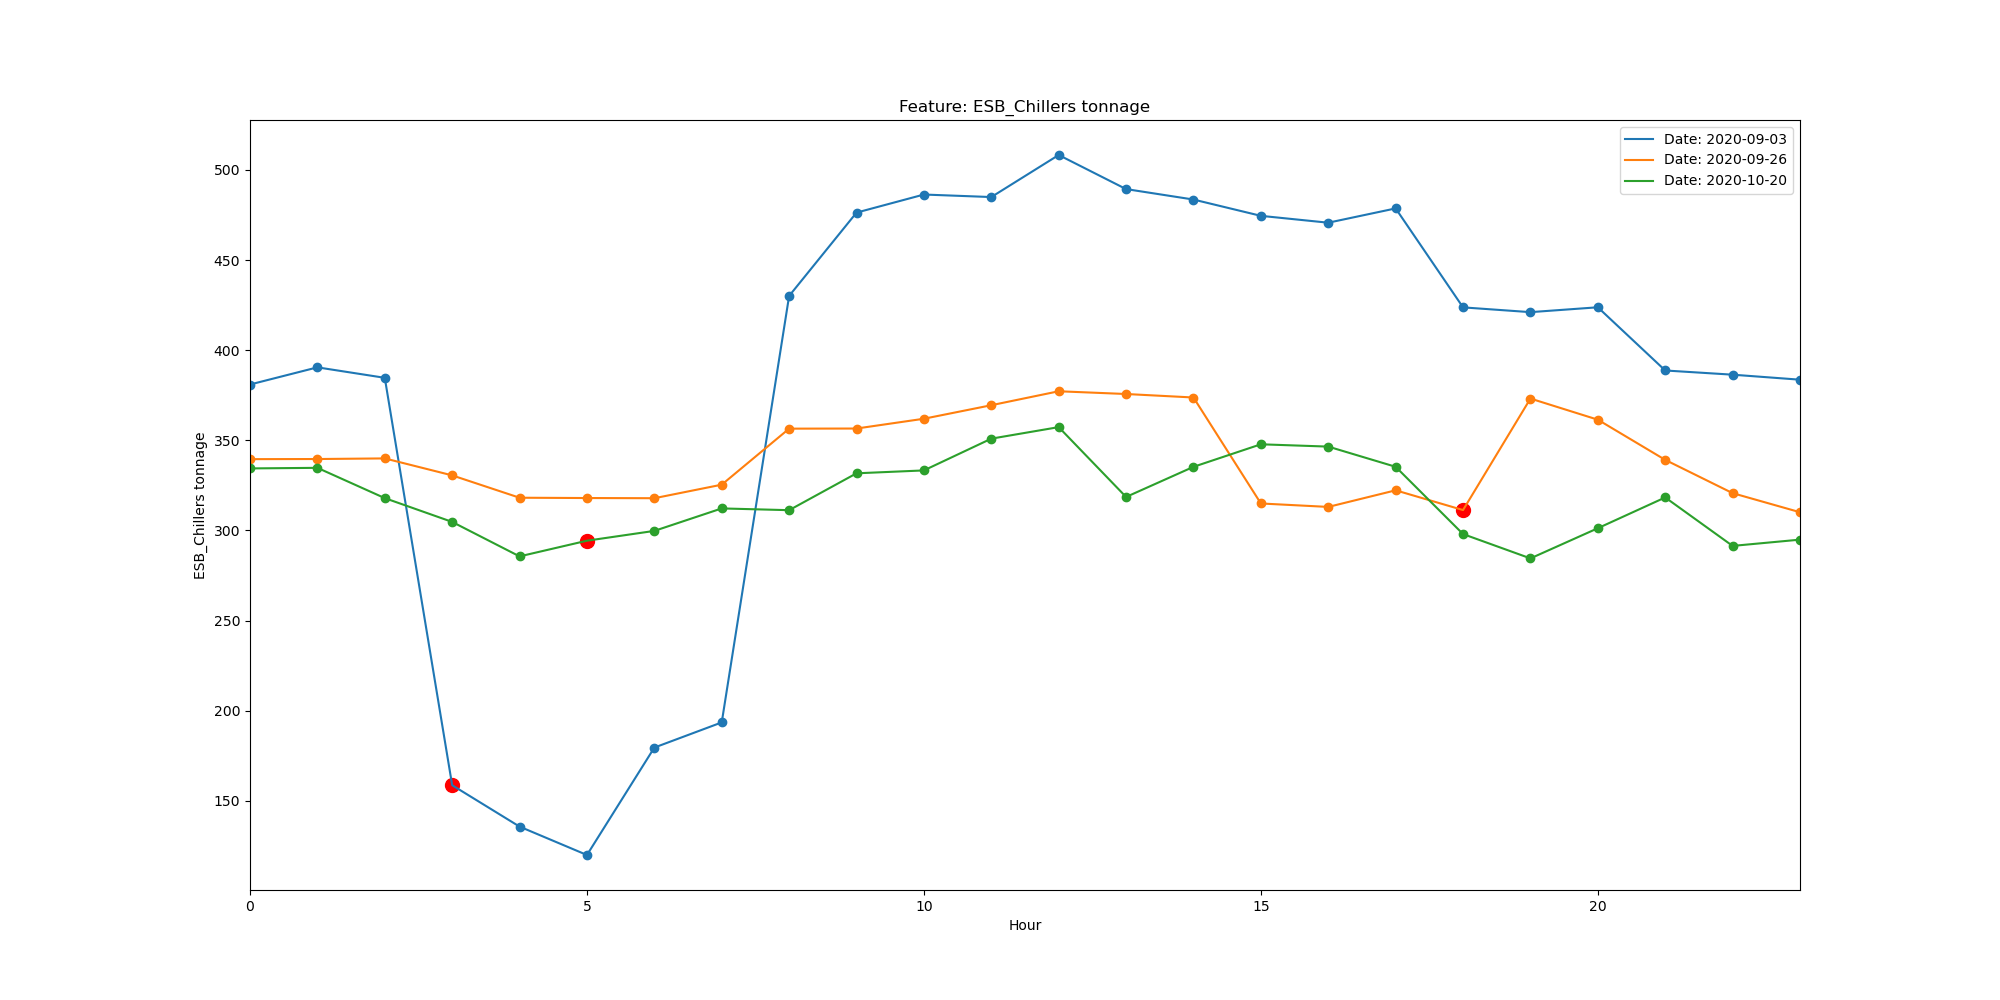 Feature: ESB_Chillers tonnage
Date: 2020-09-03
Date: 2020-09-26
Date: 2020-10-20
500
450
400
350
300
250
200
150
ESB_Chillers tonnage
0 5 10 15 20
Hour